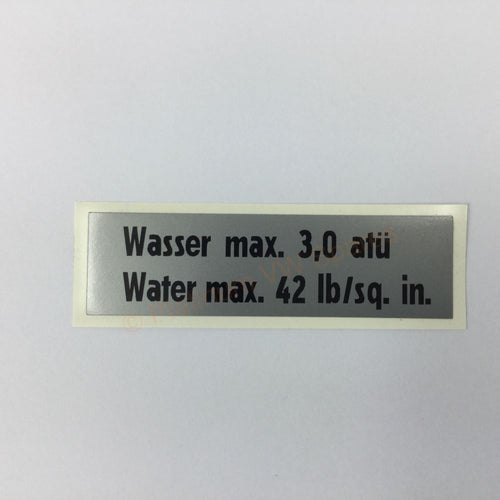 Wasser max. 3,0 atü
Water max. 42 lb/sq. in.